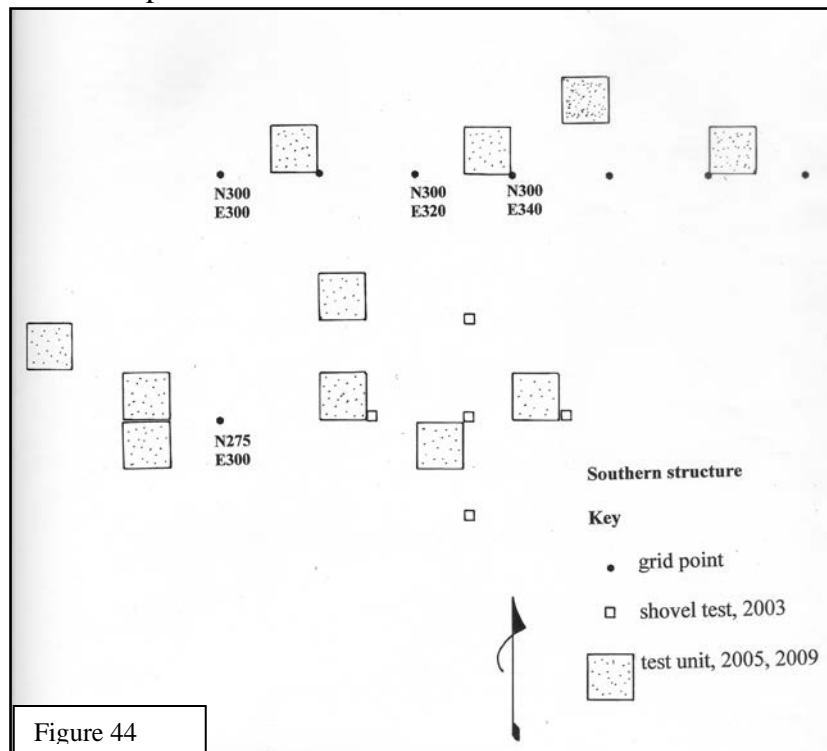 N300
E300
N300
E320
N300
E340
N275
E300
Southern structure
Key
grid point
shovel test, 2003
test unit, 2005, 2009
Figure 44